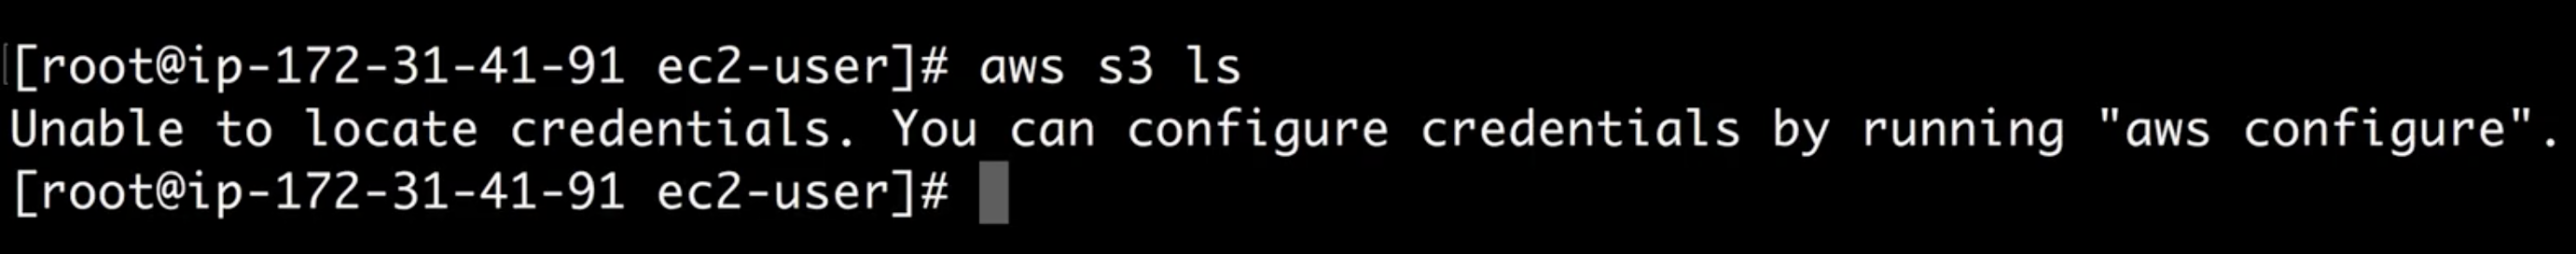 [root@ip-172-31-41-91 ec2-user]# aws s3 ls
Unable to locate credentials. You can configure credentials by running "aws configure".
[root@ip-172-31-41-91 ec2-user]#